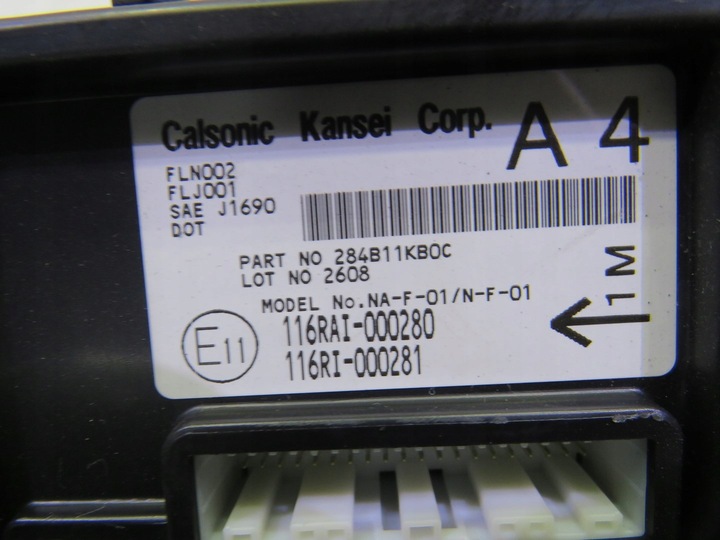 Calsonic Kansei Corp. A 4
FLN002
FLJ001
SAE J1690
DOT
PART NO 284B11KB0C
LOT NO 2608
MODEL No.NA-F-01/N-F-01
E11
116RAI-000280
116RI-000281
1M